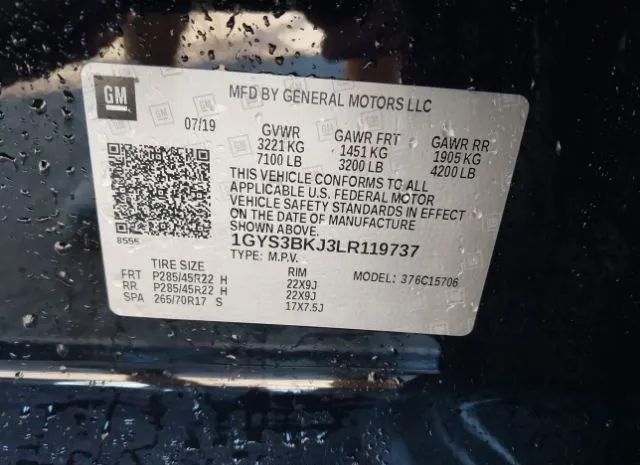 GM
MFD BY GENERAL MOTORS LLC
07/19 GVWR GAWR FRT GAWR RR
3221 KG 1451 KG 1905 KG
7100 LB 3200 LB 4200 LB
THIS VEHICLE CONFORMS TO ALL
APPLICABLE U.S. FEDERAL MOTOR
VEHICLE SAFETY STANDARDS IN EFFECT
ON THE DATE OF MANUFACTURE
SHOWN ABOVE.
8555 1GYS3BKJ3LR119737
TYPE: M.P.V.
TIRE SIZE RIM MODEL: 376C15706
FRT P285/45R22 H 22X9J
RR P285/45R22 H 22X9J
SPA 265/70R17 S 17X7.5J